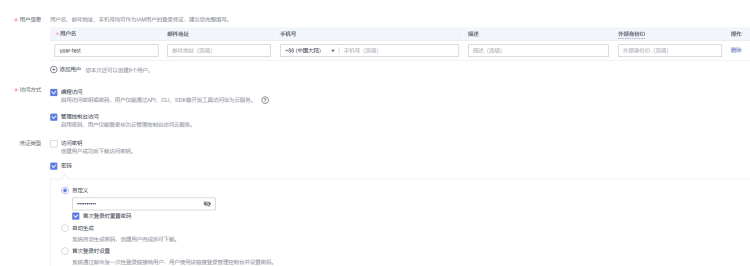 * 用户信息 用户名、邮件地址、手机号均可作为IAM用户的登录凭证，建议您完整填写。
* 用户名 邮件地址 手机号 描述 外部身份ID 操作
user-test 邮件地址（选填） +86 (中国大陆) 手机号（选填） 描述（选填） 外部身份ID（选填） 删除
添加用户 您本次还可以创建9个用户。
* 访问方式 编程访问
启用访问密钥或密码，用户仅能通过API、CLI、SDK等开发工具访问华为云服务。
管理控制台访问
启用密码，用户仅能登录华为云管理控制台访问云服务。
凭证类型 访问密钥
创建用户成功后下载访问密钥。
密码
自定义
••••••••••
首次登录时重置密码
自动生成
系统自动生成密码，创建用户完成后可下载。
首次登录时设置
系统通过邮件发一次性登录链接给用户，用户使用该链接登录管理控制台并设置密码。